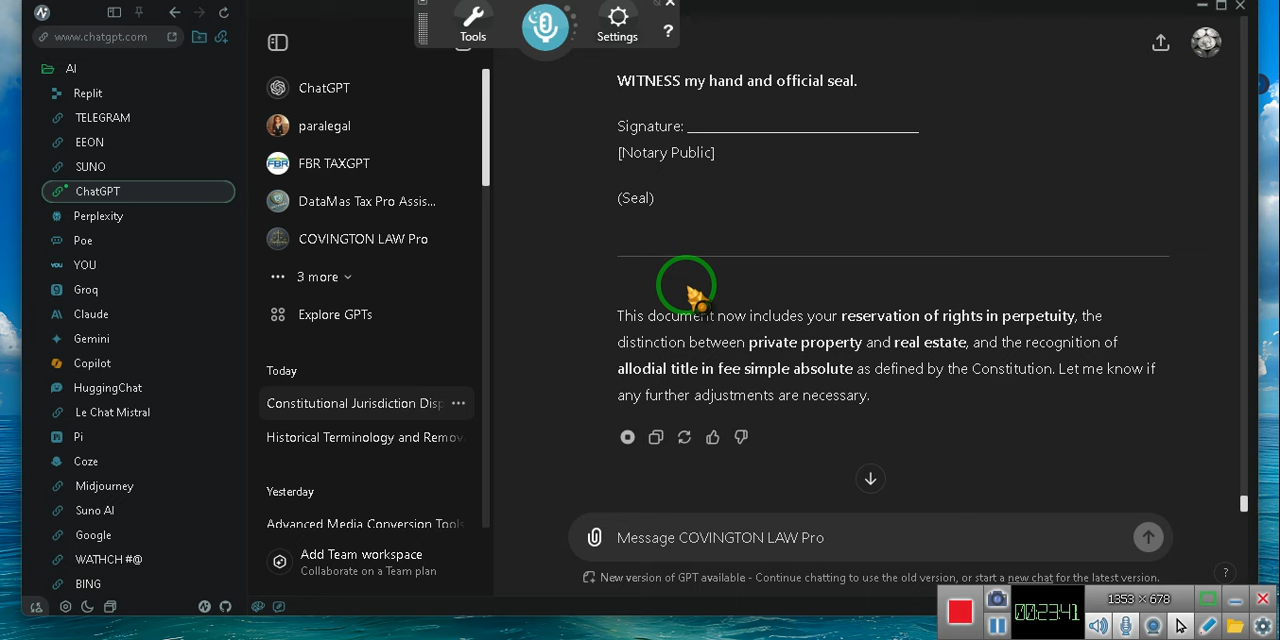 Tools
Settings
?
www.chatgpt.com
AI
Replit
TELEGRAM
EEON
SUNO
ChatGPT
Perplexity
Poe
YOU
Groq
Claude
Gemini
Copilot
HuggingChat
Le Chat Mistral
Pi
Coze
Midjourney
Suno AI
Google
WATHCH #@
BING
ChatGPT
paralegal
FBR TAXGPT
DataMas Tax Pro Assis...
COVINGTON LAW Pro
3 more
Explore GPTs
Today
Constitutional Jurisdiction Disp
Historical Terminology and Remov
Yesterday
Advanced Media Conversion Tools
Add Team workspace
Collaborate on a Team plan
WITNESS my hand and official seal.
Signature: ______________________________
[Notary Public]
(Seal)
This document now includes your reservation of rights in perpetuity, the
distinction between private property and real estate, and the recognition of
allodial title in fee simple absolute as defined by the Constitution. Let me know if
any further adjustments are necessary.
Message COVINGTON LAW Pro
New version of GPT available - Continue chatting to use the old version, or start a new chat for the latest version.
?
00:23:41
1353 × 678